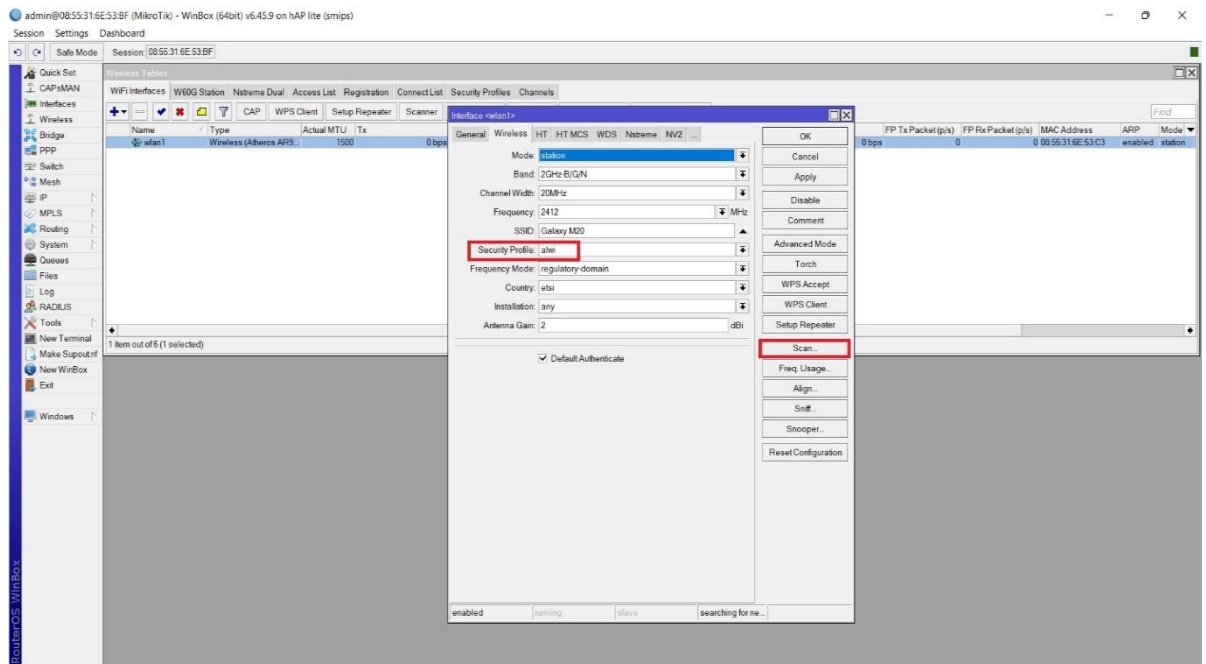 admin@08:55:31:6E:53:BF (MikroTik) - WinBox (64bit) v6.45.9 on hAP lite (smips)
Session Settings Dashboard
Safe Mode Session: 08:55:31:6E:53:BF
Quick Set
CAPsMAN
Interfaces
Wireless
Bridge
PPP
Switch
Mesh
IP
MPLS
Routing
System
Queues
Files
Log
RADIUS
Tools
New Terminal
Make Supout.rif
New WinBox
Exit
Windows
RouterOS WinBox
Wireless Tables
WiFi Interfaces W60G Station Nstreme Dual Access List Registration Connect List Security Profiles Channels
CAP WPS Client Setup Repeater Scanner
Find
Name Type Actual MTU Tx FP Tx Packet (p/s) FP Rx Packet (p/s) MAC Address ARP Mode
wlan1 Wireless (Atheros AR9... 1500 0 bps 0 bps 0 0 08:55:31:6E:53:C3 enabled station
1 item out of 6 (1 selected)
Interface <wlan1>
General Wireless HT HT MCS WDS Nstreme NV2 ...
Mode: station
Band: 2GHz-B/G/N
Channel Width: 20MHz
Frequency: 2412 MHz
SSID: Galaxy M20
Security Profile: alwi
Frequency Mode: regulatory-domain
Country: etsi
Installation: any
Antenna Gain: 2 dBi
Default Authenticate
OK
Cancel
Apply
Disable
Comment
Advanced Mode
Torch
WPS Accept
WPS Client
Setup Repeater
Scan...
Freq. Usage...
Align...
Sniff...
Snooper...
Reset Configuration
enabled running slave searching for ne...